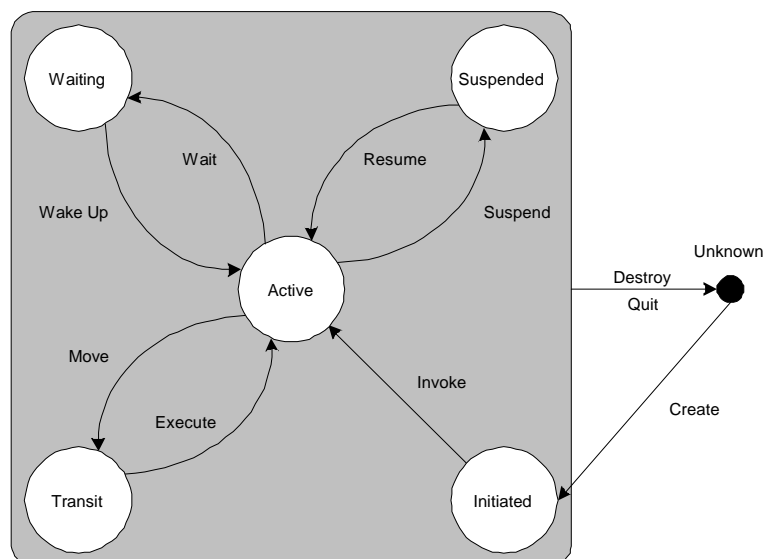 Waiting
Suspended
Wait
Resume
Wake Up
Suspend
Unknown
Destroy
Active
Quit
Move
Invoke
Create
Execute
Transit
Initiated